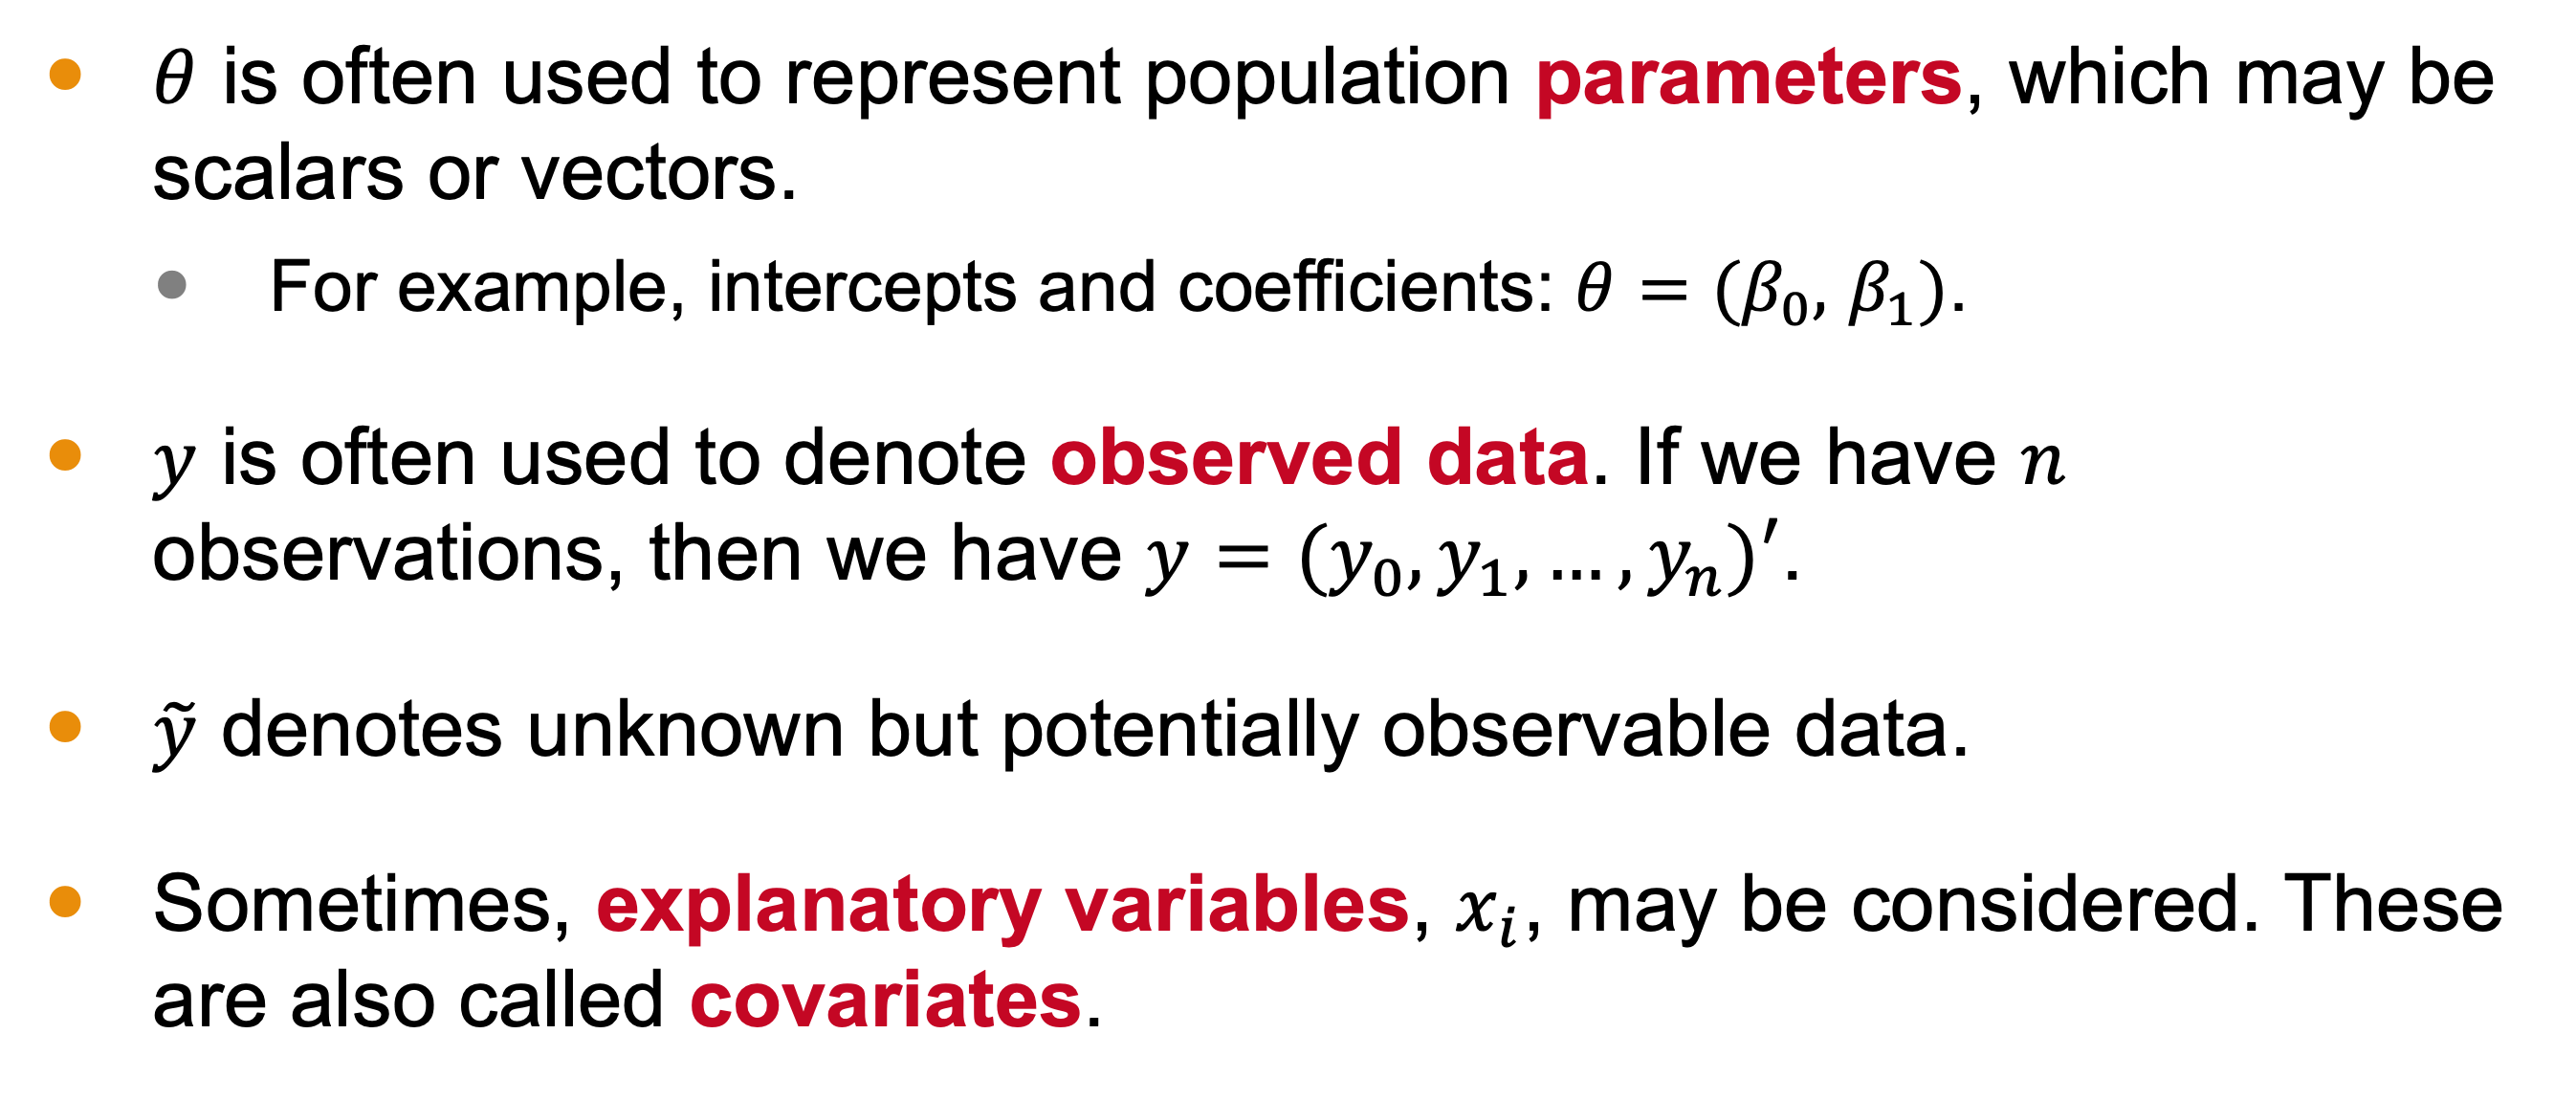 • θ is often used to represent population parameters, which may be
scalars or vectors.
• For example, intercepts and coefficients: θ = (β₀, β₁).
• y is often used to denote observed data. If we have n
observations, then we have y = (y₀, y₁, … , yₙ)′.
• ỹ denotes unknown but potentially observable data.
• Sometimes, explanatory variables, xᵢ, may be considered. These
are also called covariates.